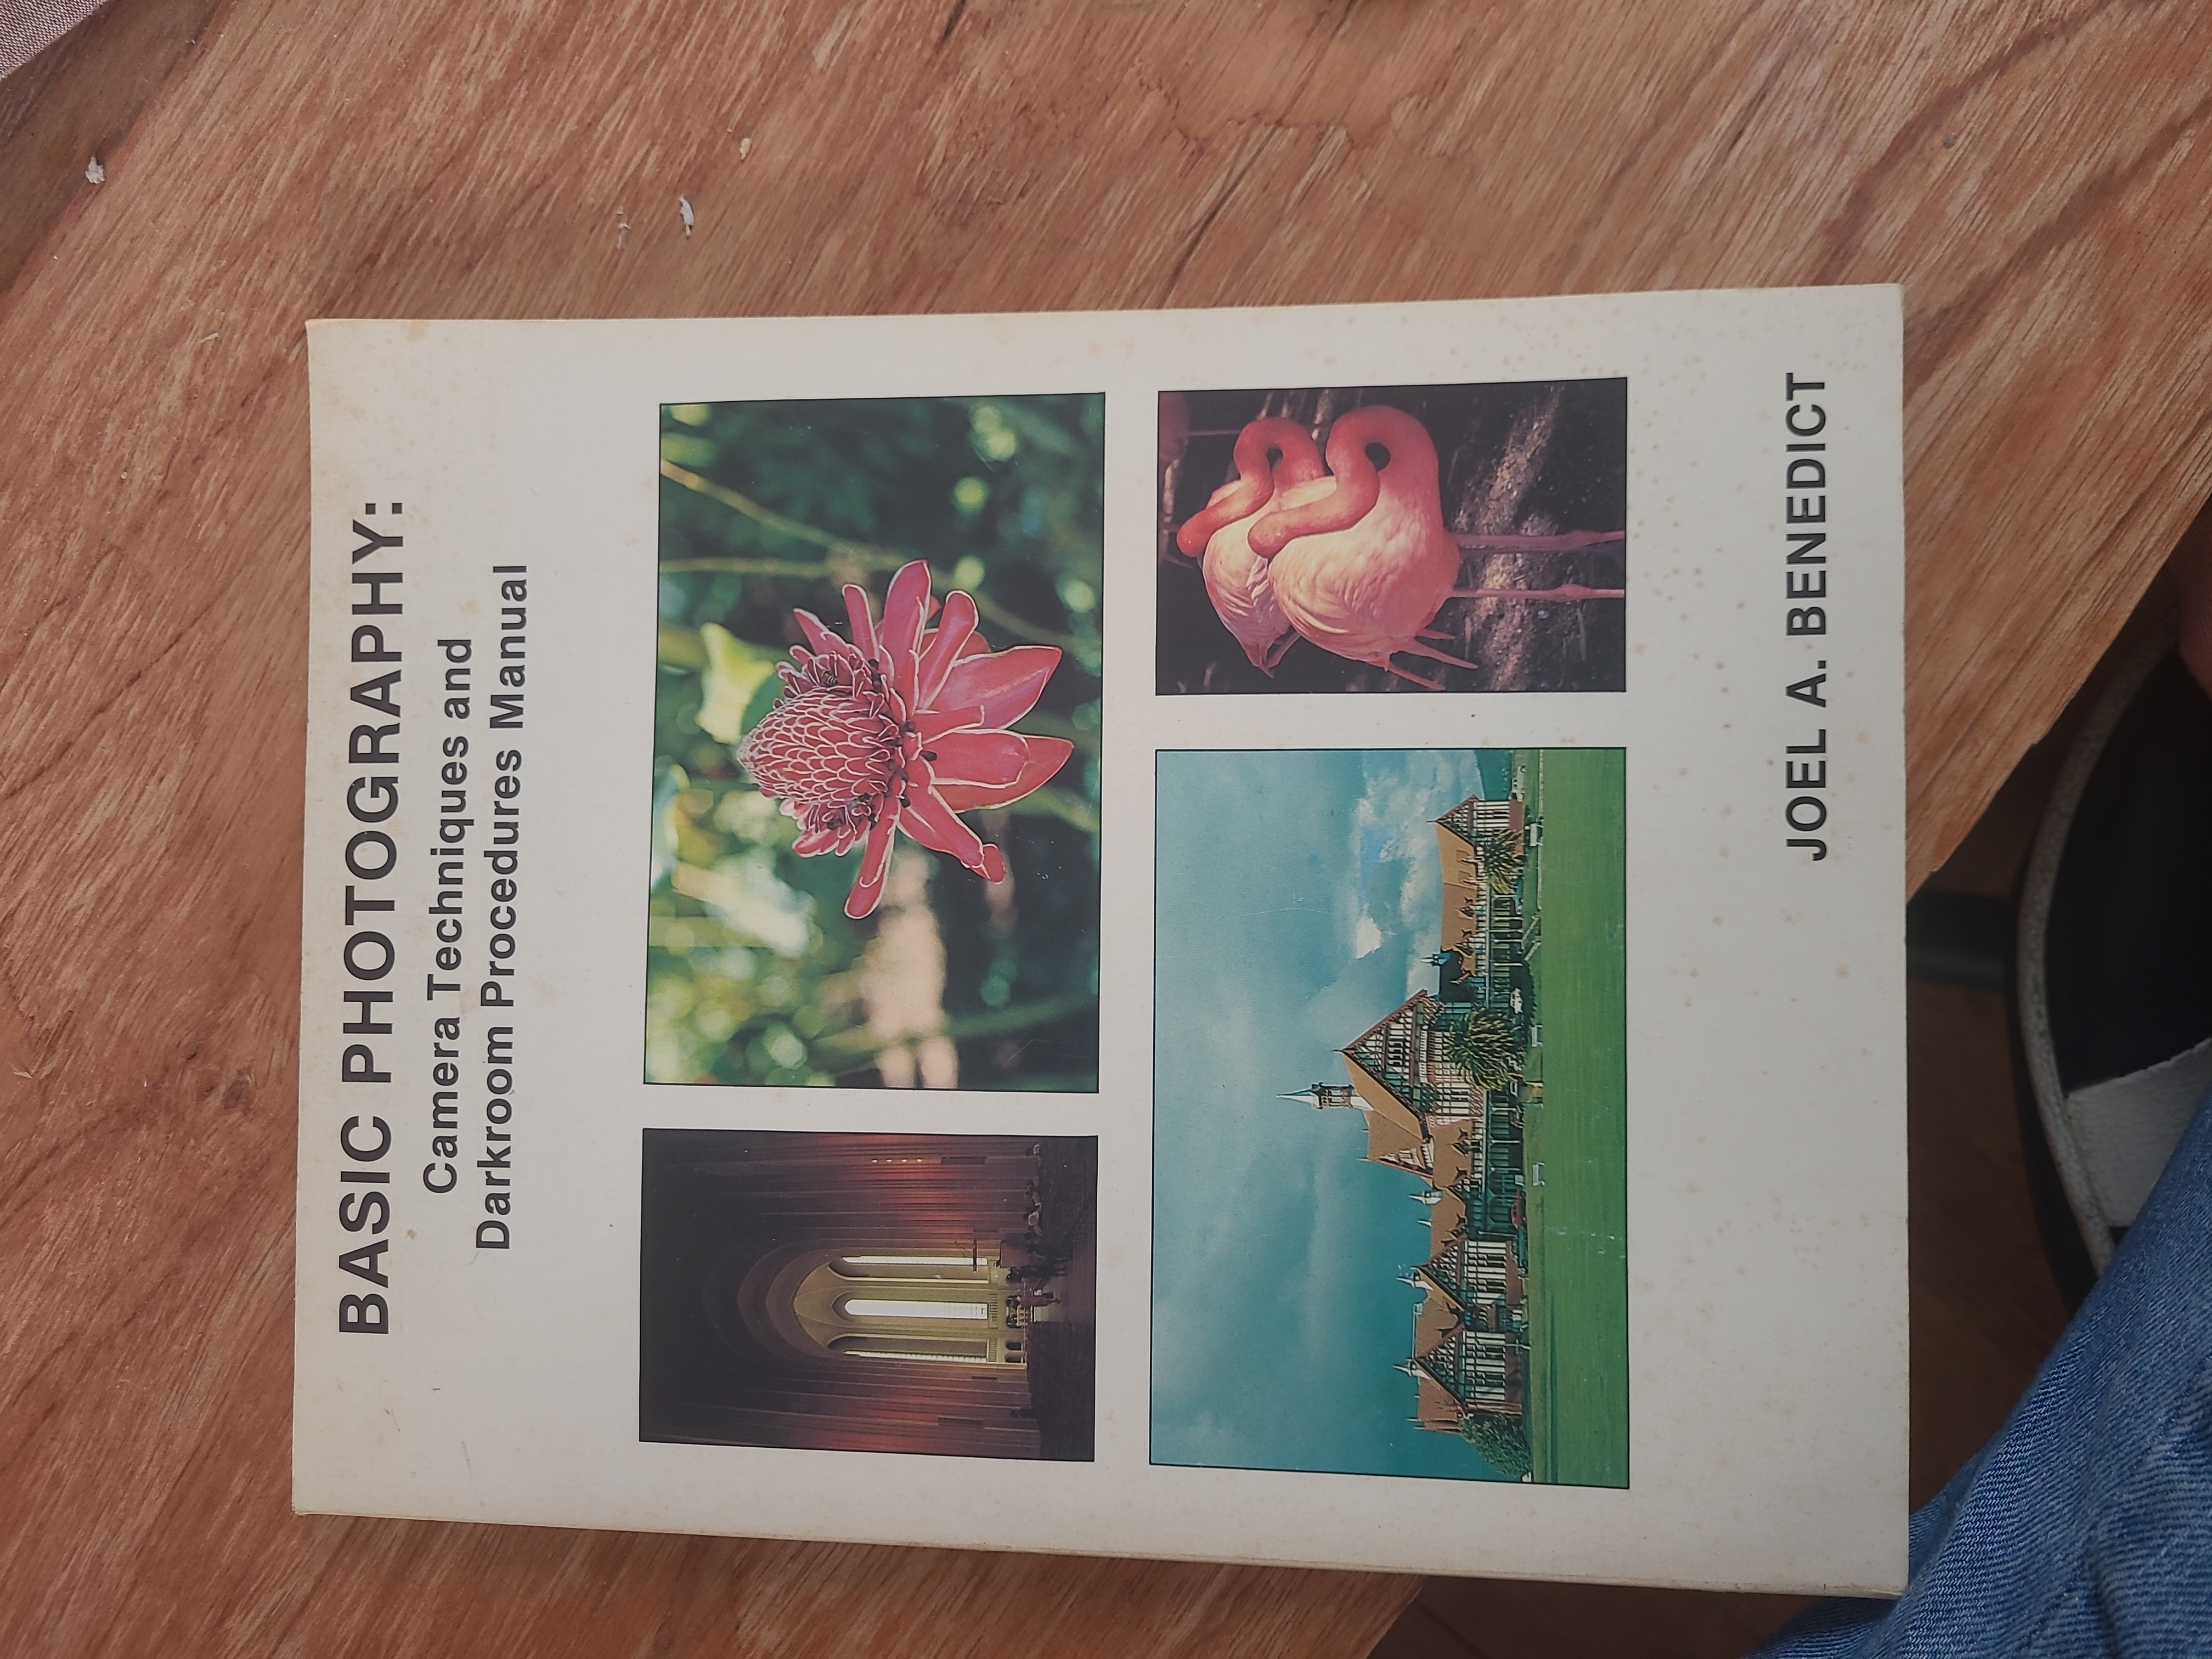 BASIC PHOTOGRAPHY:
Camera Techniques and
Darkroom Procedures Manual
JOEL A. BENEDICT